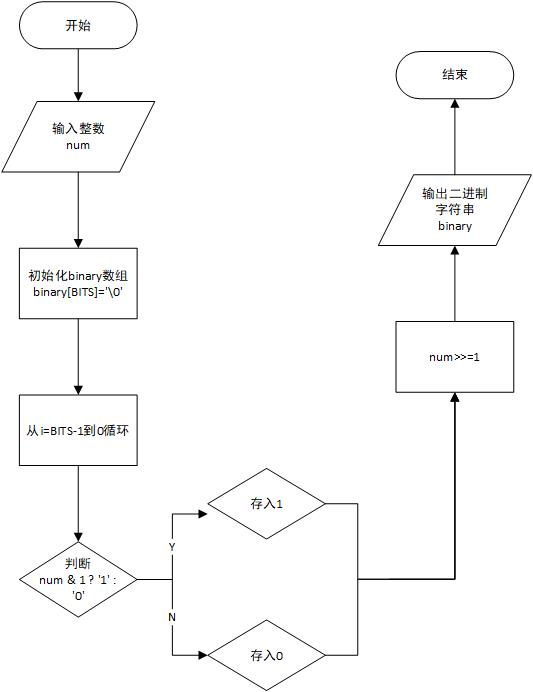 开始
输入整数
num
初始化binary数组
binary[BITS]='\0'
从i=BITS-1到0循环
判断
num & 1 ? '1' :
'0'
Y
N
存入1
存入0
num>>=1
输出二进制
字符串
binary
结束